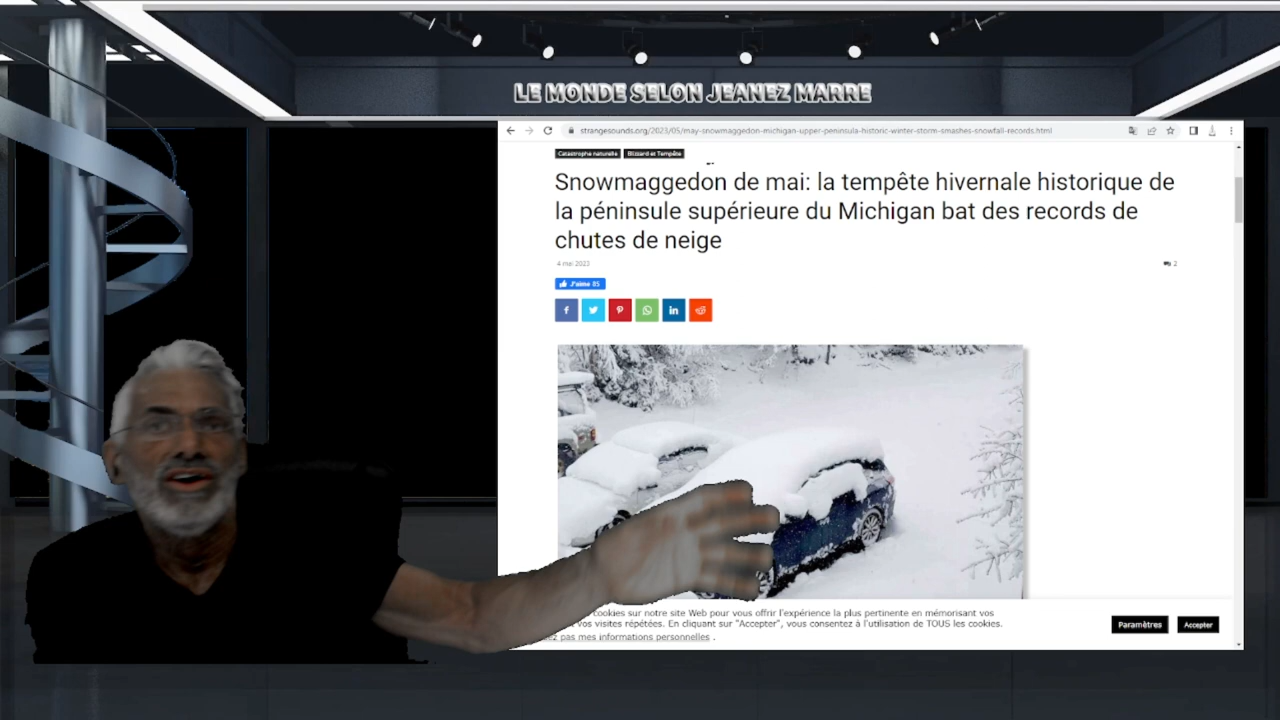 LE MONDE SELON JEANEZ MARRE
strangesounds.org/2023/05/may-snowmaggedon-michigan-upper-peninsula-historic-winter-storm-smashes-snowfall-records.html
Catastrophe naturelle Blizzard et Tempête
Snowmaggedon de mai: la tempête hivernale historique de
la péninsule supérieure du Michigan bat des records de
chutes de neige
4 mai 2023 2
J'aime 85
cookies sur notre site Web pour vous offrir l'expérience la plus pertinente en mémorisant vos
vos visites répétées. En cliquant sur "Accepter", vous consentez à l'utilisation de TOUS les cookies.
pas mes informations personnelles .
Paramètres Accepter